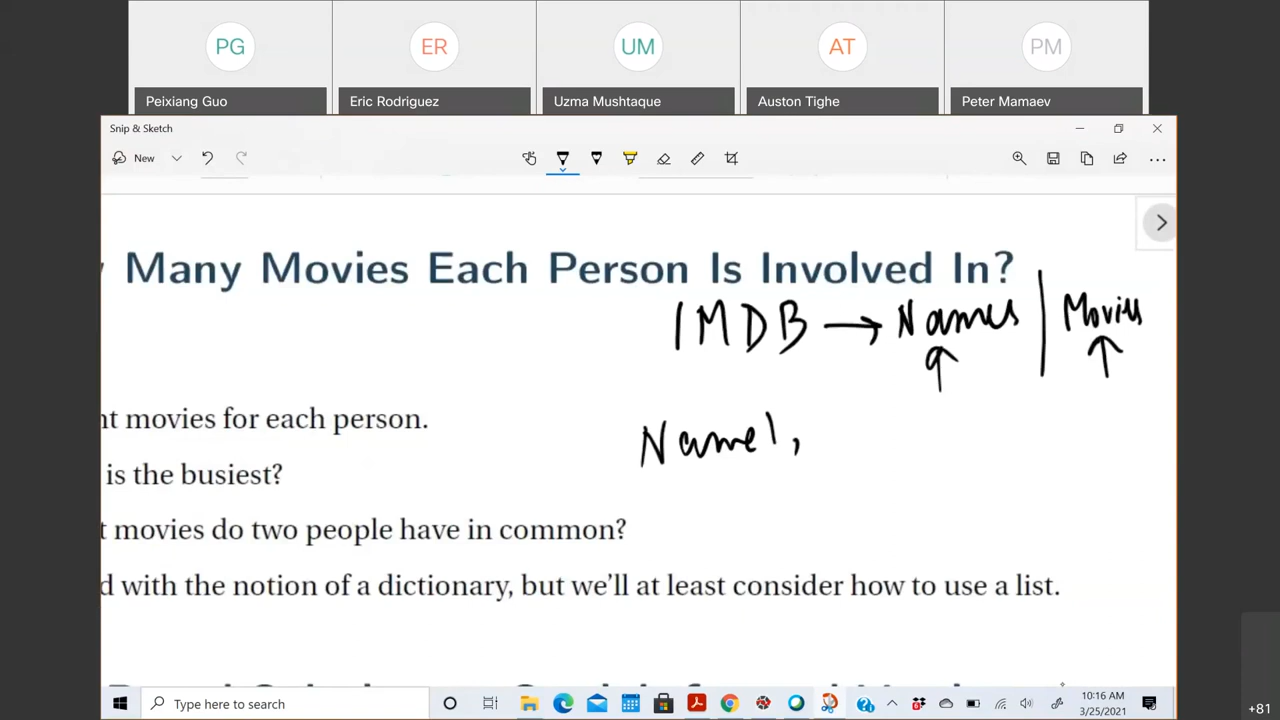 PG ER UM AT PM
Peixiang Guo Eric Rodriguez Uzma Mushtaque Auston Tighe Peter Mamaev
Snip & Sketch
New
Many Movies Each Person Is Involved In?
IMDB → Names | Movies
nt movies for each person.
Name1,
is the busiest?
t movies do two people have in common?
d with the notion of a dictionary, but we'll at least consider how to use a list.
Type here to search
10:16 AM
3/25/2021
+81